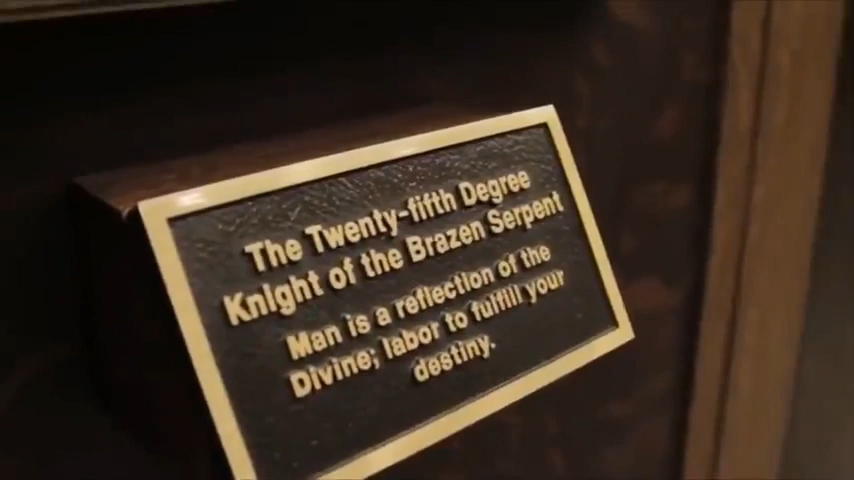 The Twenty-fifth Degree
Knight of the Brazen Serpent
Man is a reflection of the
Divine; labor to fulfill your
destiny.